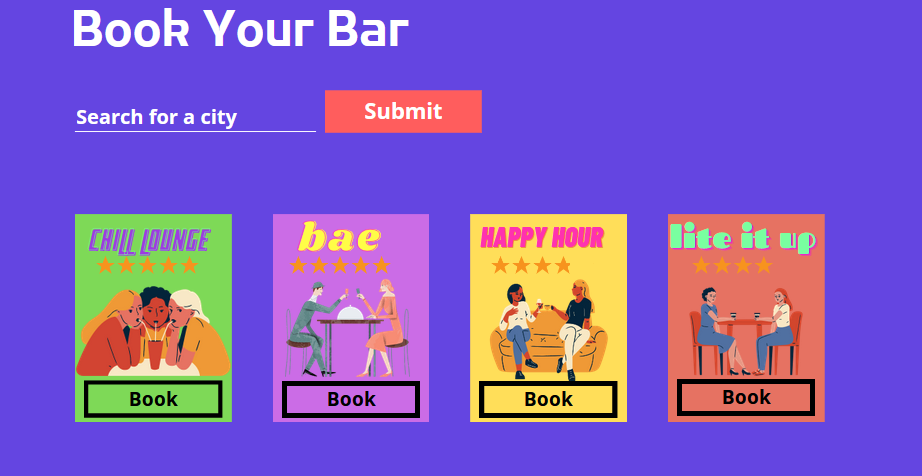 Book Your Bar
Search for a city
Submit
CHILL LOUNGE
bae
HAPPY HOUR
lite it up
Book
Book
Book
Book